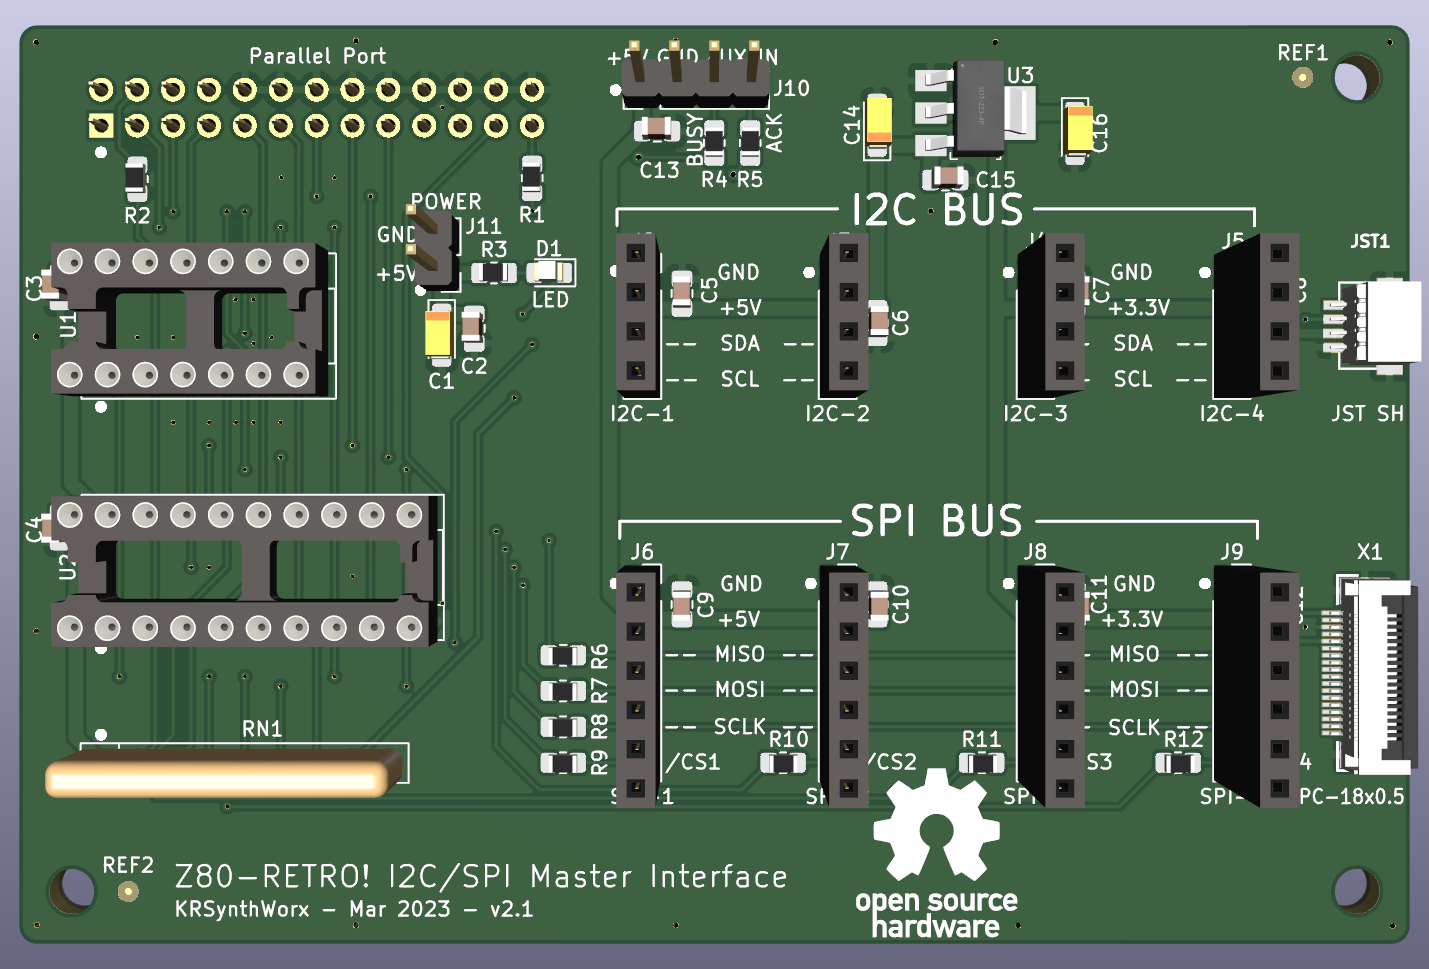 Parallel Port
+5V GND AUX IN
J10
U3
REF1
C14
C16
BUSY
ACK
C13
R4 R5
C15
R2
R1
POWER
J11
GND
+5V
R3
D1
LED
I2C BUS
J5
JST1
C3
U1
C1
C2
GND
+5V
SDA
SCL
C5
C6
GND
+3.3V
SDA
SCL
C7
I2C-1
I2C-2
I2C-3
I2C-4
JST SH
SPI BUS
C4
U2
J6
J7
J8
J9
X1
GND
+5V
MISO
MOSI
SCLK
/CS1
C9
C10
/CS2
GND
+3.3V
MISO
MOSI
SCLK
C11
R6
R7
R8
R9
R10
R11
R12
RN1
PC-18x0.5
REF2
Z80-RETRO! I2C/SPI Master Interface
KRSynthWorx - Mar 2023 - v2.1
open source
hardware